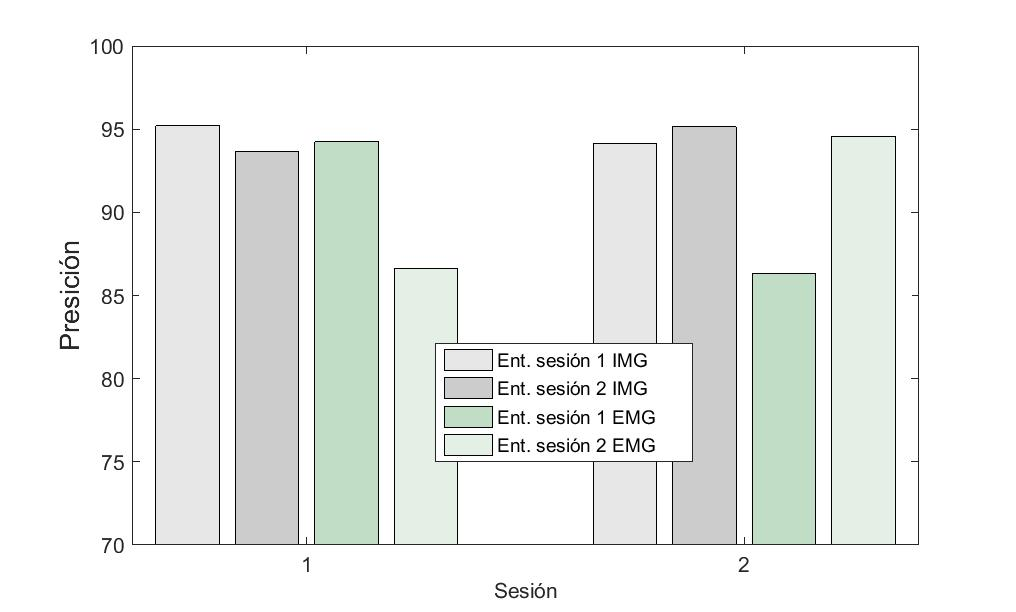 100
95
90
85
80
75
70
Presición
Ent. sesión 1 IMG
Ent. sesión 2 IMG
Ent. sesión 1 EMG
Ent. sesión 2 EMG
1
2
Sesión